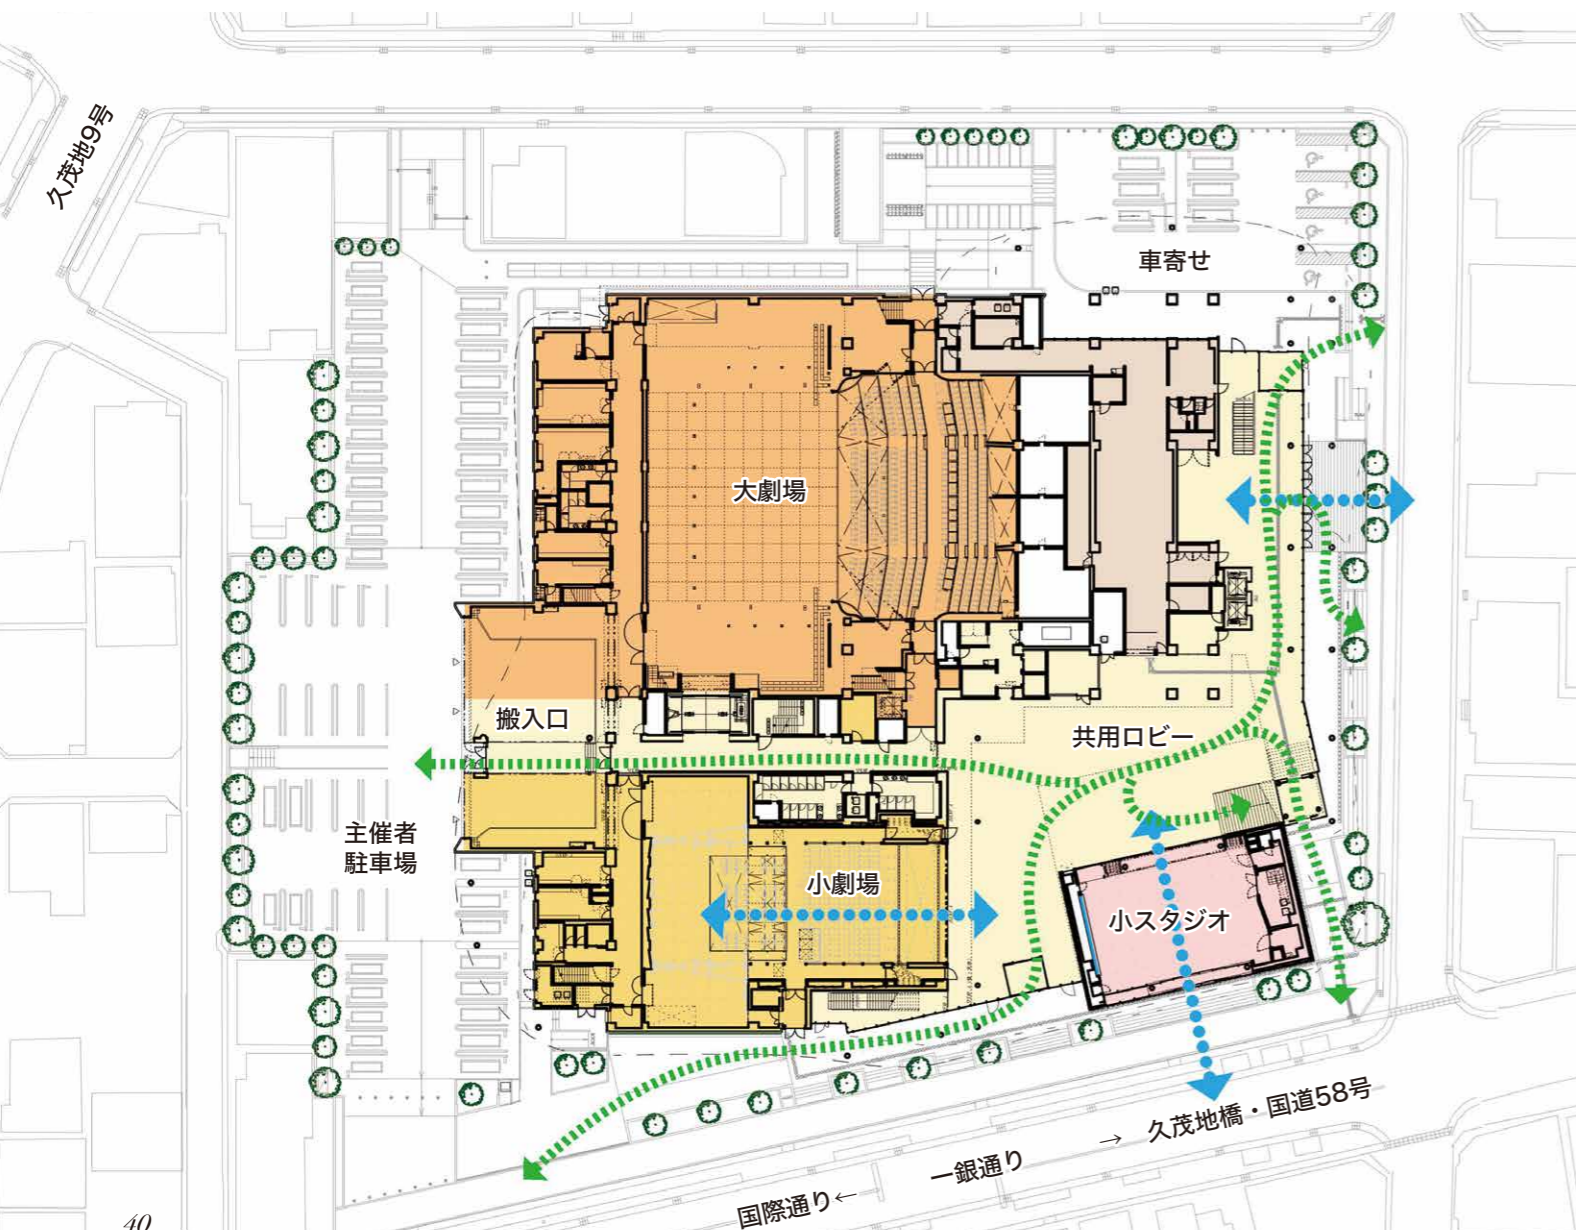 久茂地9号
車寄せ
大劇場
搬入口
共用ロビー
主催者
駐車場
小劇場
小スタジオ
→ 久茂地橋・国道58号
一銀通り
国際通り←
40